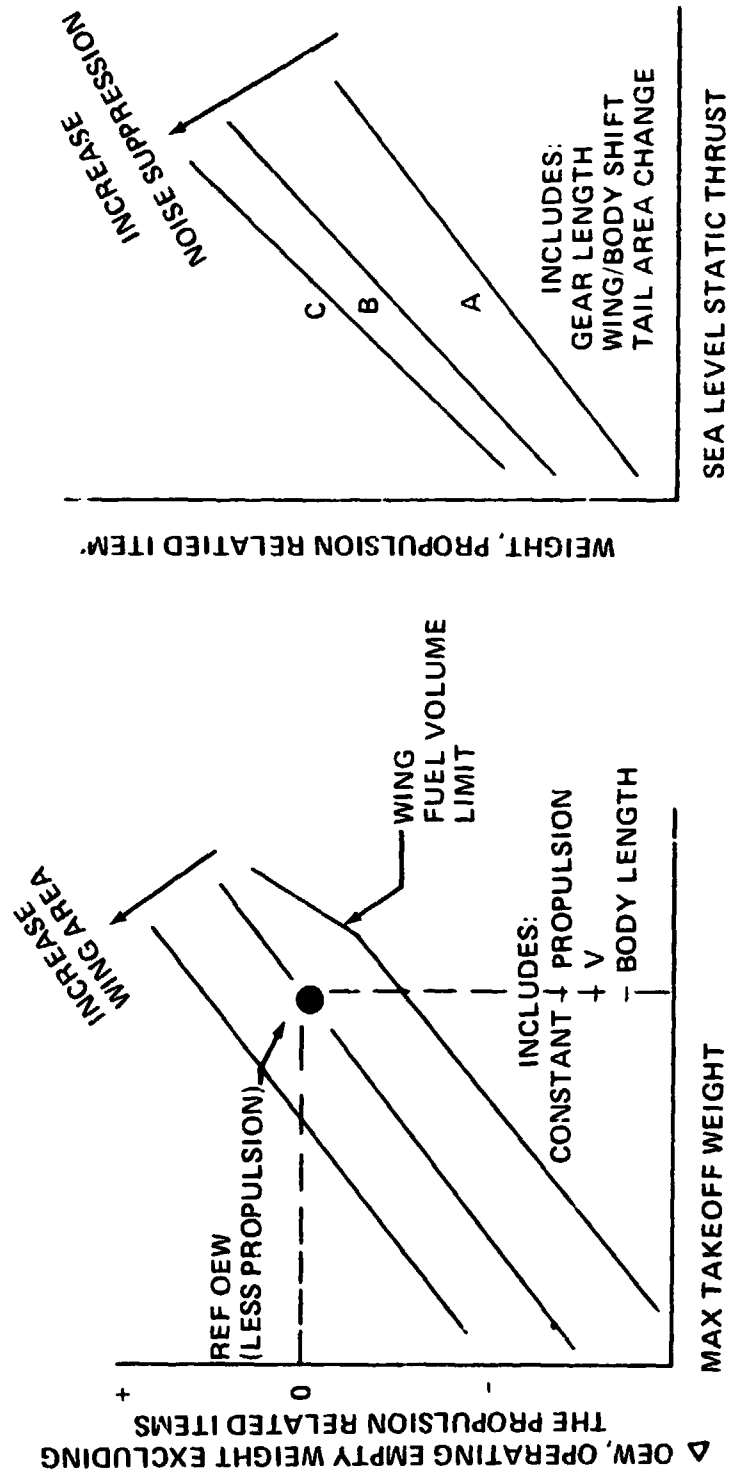 Δ OEW, OPERATING EMPTY WEIGHT EXCLUDING
THE PROPULSION RELATED ITEMS
+
0
-
REF OEW
(LESS PROPULSION)
INCREASE
WING AREA
WING
FUEL VOLUME
LIMIT
INCLUDES:
CONSTANT + PROPULSION
+ V
- BODY LENGTH
MAX TAKEOFF WEIGHT
WEIGHT, PROPULSION RELATIED ITEM
INCREASE
NOISE SUPPRESSION
C
B
A
INCLUDES:
GEAR LENGTH
WING/BODY SHIFT
TAIL AREA CHANGE
SEA LEVEL STATIC THRUST